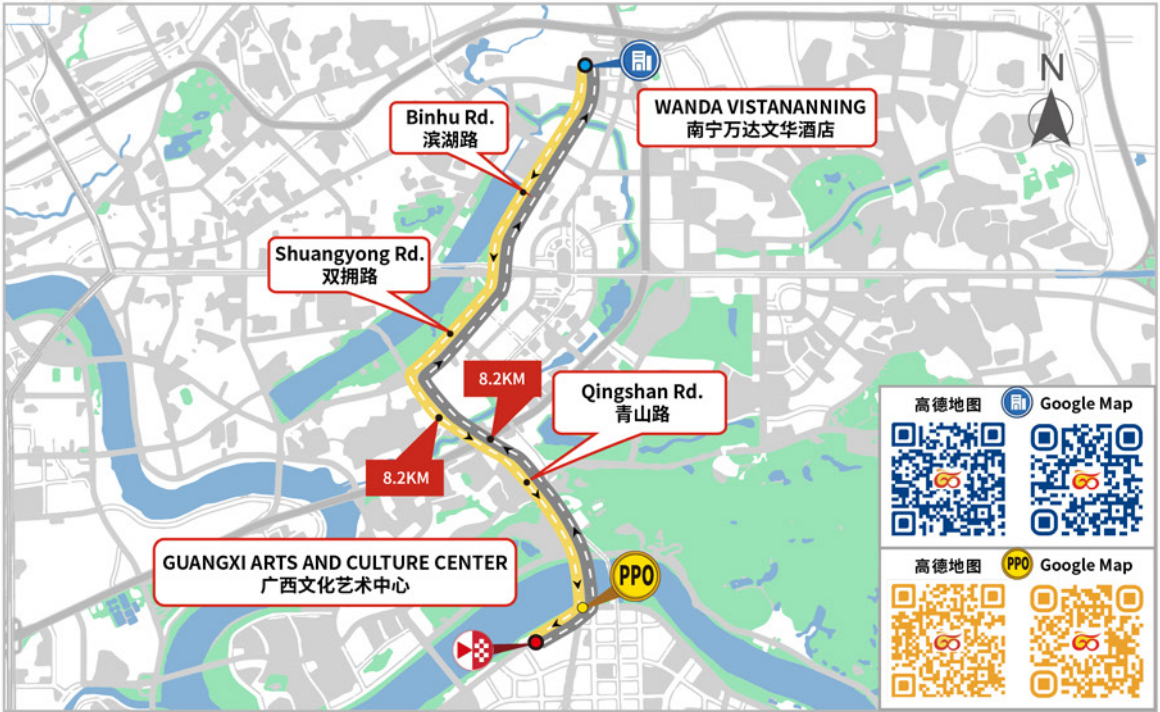 N
WANDA VISTANANNING
南宁万达文华酒店
Binhu Rd.
滨湖路
Shuangyong Rd.
双拥路
8.2KM
Qingshan Rd.
青山路
8.2KM
GUANGXI ARTS AND CULTURE CENTER
广西文化艺术中心
PPO
高德地图
Google Map
高德地图
PPO
Google Map